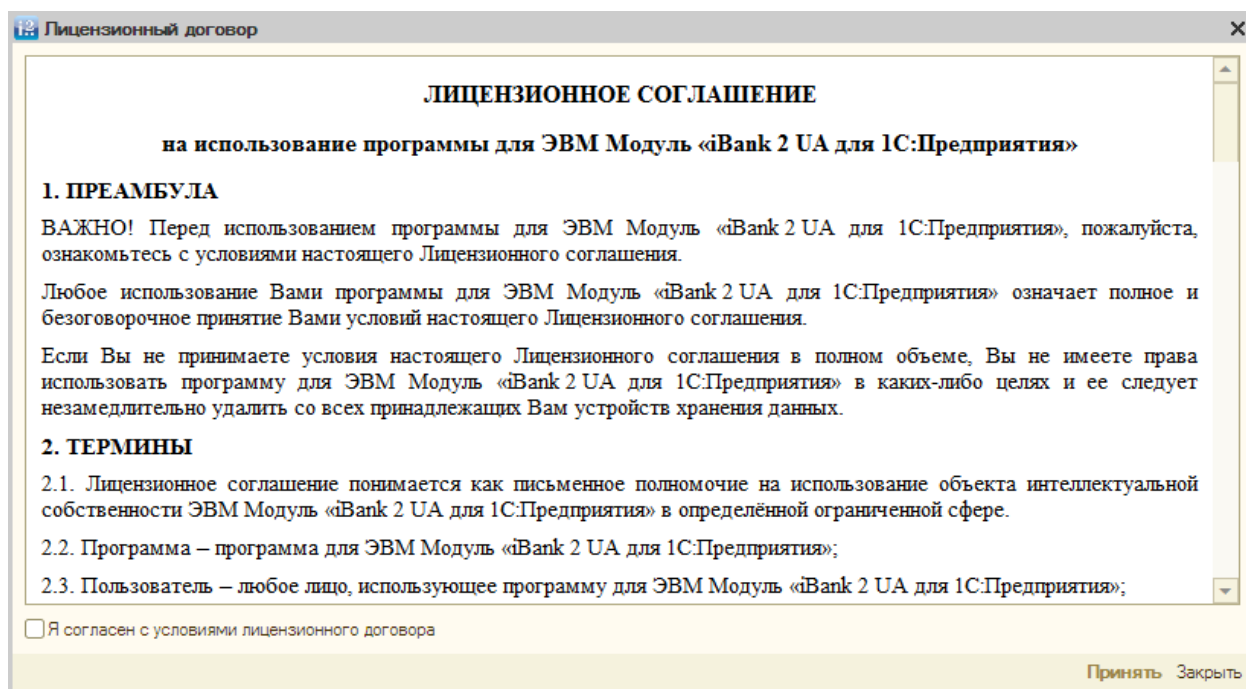 Лицензионный договор
ЛИЦЕНЗИОННОЕ СОГЛАШЕНИЕ
на использование программы для ЭВМ Модуль «iBank 2 UA для 1С:Предприятия»
1. ПРЕАМБУЛА
ВАЖНО! Перед использованием программы для ЭВМ Модуль «iBank 2 UA для 1С:Предприятия», пожалуйста,
ознакомьтесь с условиями настоящего Лицензионного соглашения.
Любое использование Вами программы для ЭВМ Модуль «iBank 2 UA для 1С:Предприятия» означает полное и
безоговорочное принятие Вами условий настоящего Лицензионного соглашения.
Если Вы не принимаете условия настоящего Лицензионного соглашения в полном объеме, Вы не имеете права
использовать программу для ЭВМ Модуль «iBank 2 UA для 1С:Предприятия» в каких-либо целях и ее следует
незамедлительно удалить со всех принадлежащих Вам устройств хранения данных.
2. ТЕРМИНЫ
2.1. Лицензионное соглашение понимается как письменное полномочие на использование объекта интеллектуальной
собственности ЭВМ Модуль «iBank 2 UA для 1С:Предприятия» в определённой ограниченной сфере.
2.2. Программа – программа для ЭВМ Модуль «iBank 2 UA для 1С:Предприятия»;
2.3. Пользователь – любое лицо, использующее программу для ЭВМ Модуль «iBank 2 UA для 1С:Предприятия»;
Я согласен с условиями лицензионного договора
Принять Закрыть